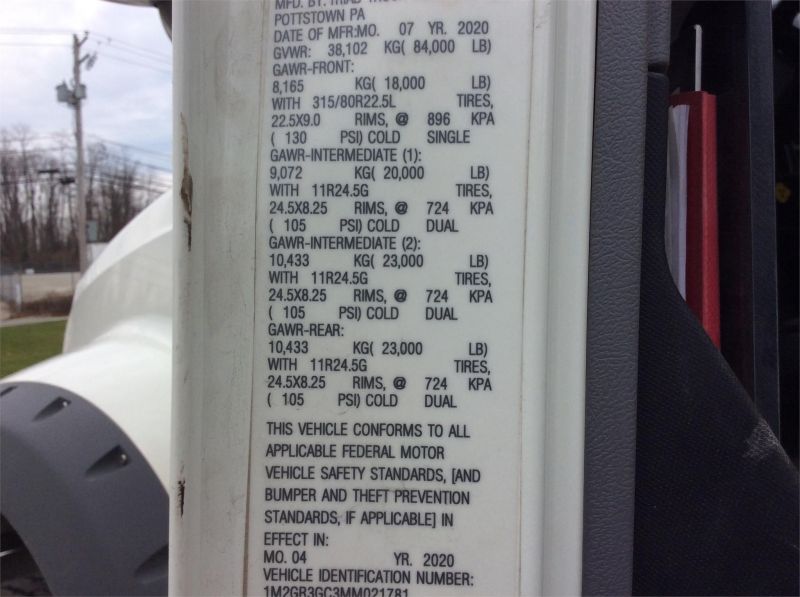 MFD. BY: TRIAD TRUCK
POTTSTOWN PA
DATE OF MFR:MO. 07 YR. 2020
GVWR: 38,102 KG( 84,000 LB)
GAWR-FRONT:
8,165 KG( 18,000 LB)
WITH 315/80R22.5L TIRES,
22.5X9.0 RIMS, @ 896 KPA
( 130 PSI) COLD SINGLE
GAWR-INTERMEDIATE (1):
9,072 KG( 20,000 LB)
WITH 11R24.5G TIRES,
24.5X8.25 RIMS, @ 724 KPA
( 105 PSI) COLD DUAL
GAWR-INTERMEDIATE (2):
10,433 KG( 23,000 LB)
WITH 11R24.5G TIRES,
24.5X8.25 RIMS, @ 724 KPA
( 105 PSI) COLD DUAL
GAWR-REAR:
10,433 KG( 23,000 LB)
WITH 11R24.5G TIRES,
24.5X8.25 RIMS, @ 724 KPA
( 105 PSI) COLD DUAL
THIS VEHICLE CONFORMS TO ALL
APPLICABLE FEDERAL MOTOR
VEHICLE SAFETY STANDARDS, [AND
BUMPER AND THEFT PREVENTION
STANDARDS, IF APPLICABLE] IN
EFFECT IN:
MO. 04 YR. 2020
VEHICLE IDENTIFICATION NUMBER:
1M2GR3GC3MM021781